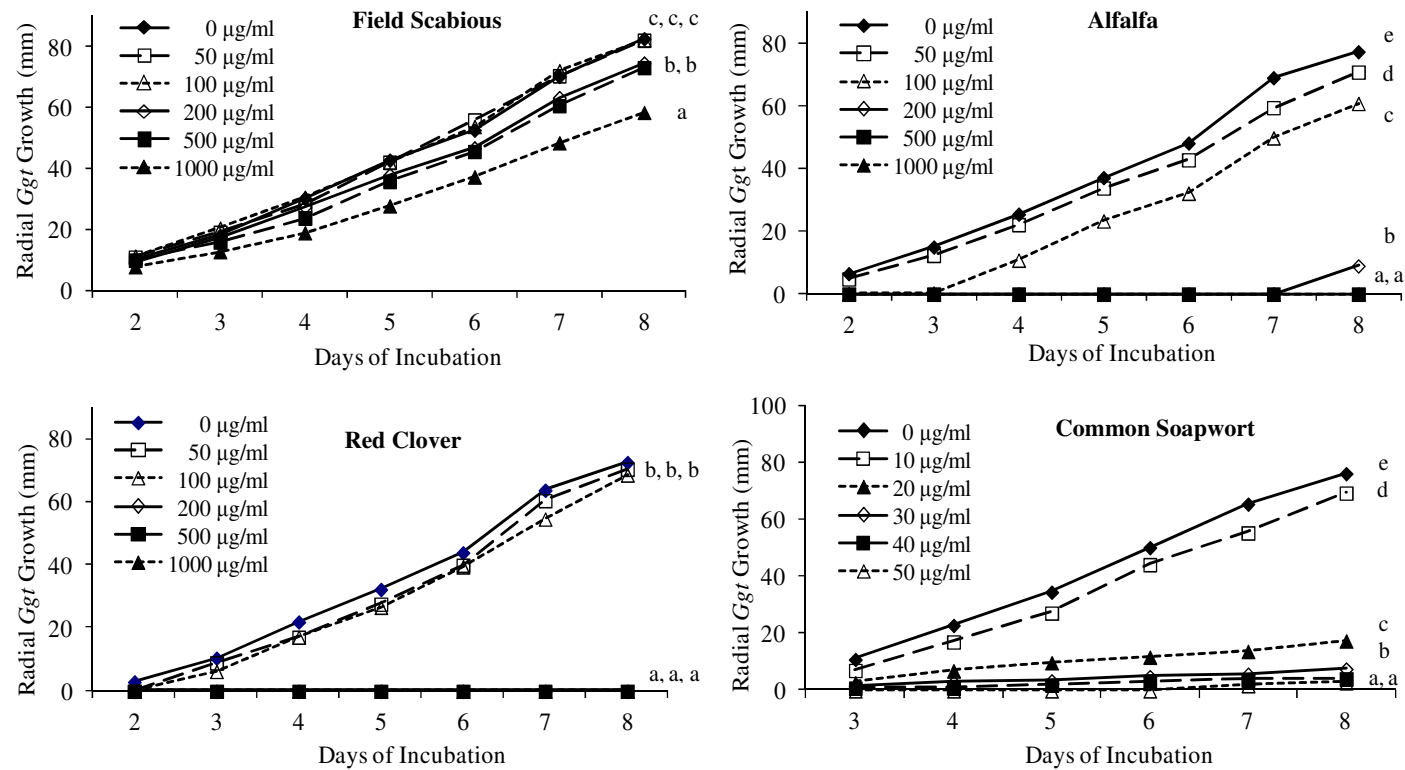 Field Scabious
Radial Ggt Growth (mm)
80
60
40
20
0
0 µg/ml
50 µg/ml
100 µg/ml
200 µg/ml
500 µg/ml
1000 µg/ml
c, c, c
b, b
a
2 3 4 5 6 7 8
Days of Incubation
Alfalfa
Radial Ggt Growth (mm)
80
60
40
20
0
0 µg/ml
50 µg/ml
100 µg/ml
200 µg/ml
500 µg/ml
1000 µg/ml
e
d
c
b
a, a
2 3 4 5 6 7 8
Days of Incubation
Red Clover
Radial Ggt Growth (mm)
80
60
40
20
0
0 µg/ml
50 µg/ml
100 µg/ml
200 µg/ml
500 µg/ml
1000 µg/ml
b, b, b
a, a, a
2 3 4 5 6 7 8
Days of Incubation
Common Soapwort
Radial Ggt Growth (mm)
100
80
60
40
20
0
0 µg/ml
10 µg/ml
20 µg/ml
30 µg/ml
40 µg/ml
50 µg/ml
e
d
c
b
a, a
3 4 5 6 7 8
Days of Incubation